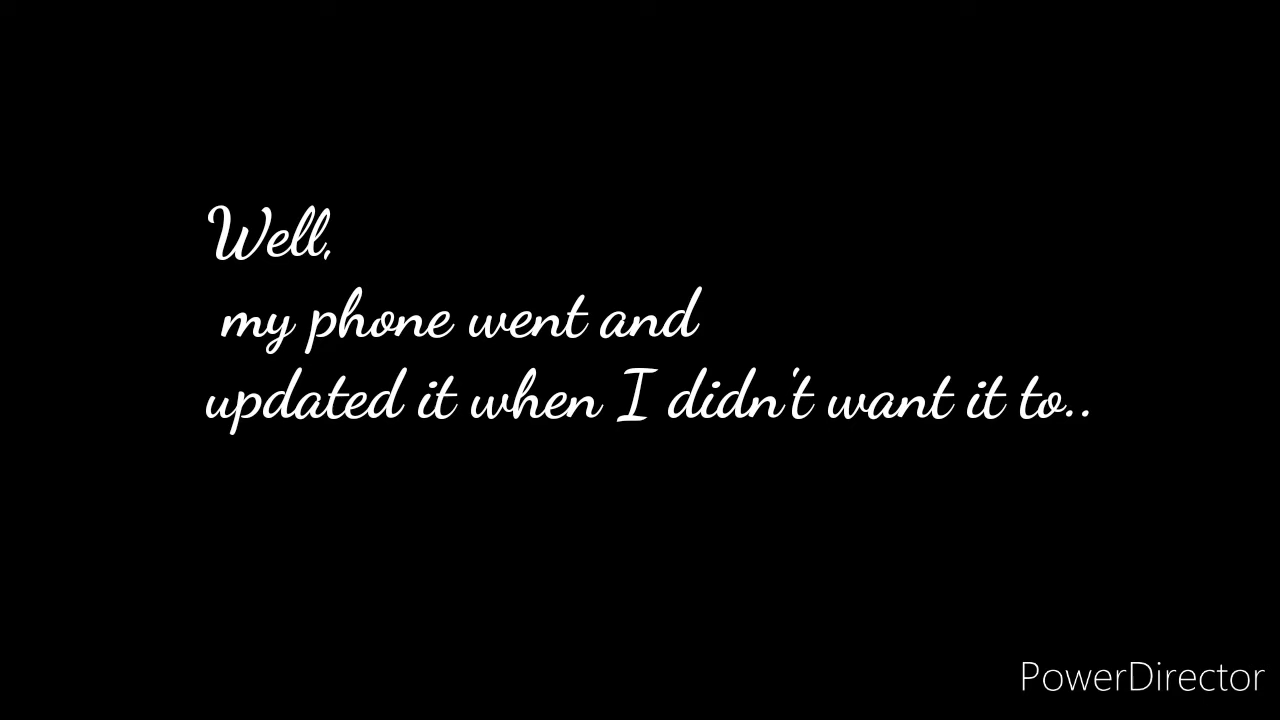 Well,
my phone went and
updated it when I didn't want it to..
PowerDirector